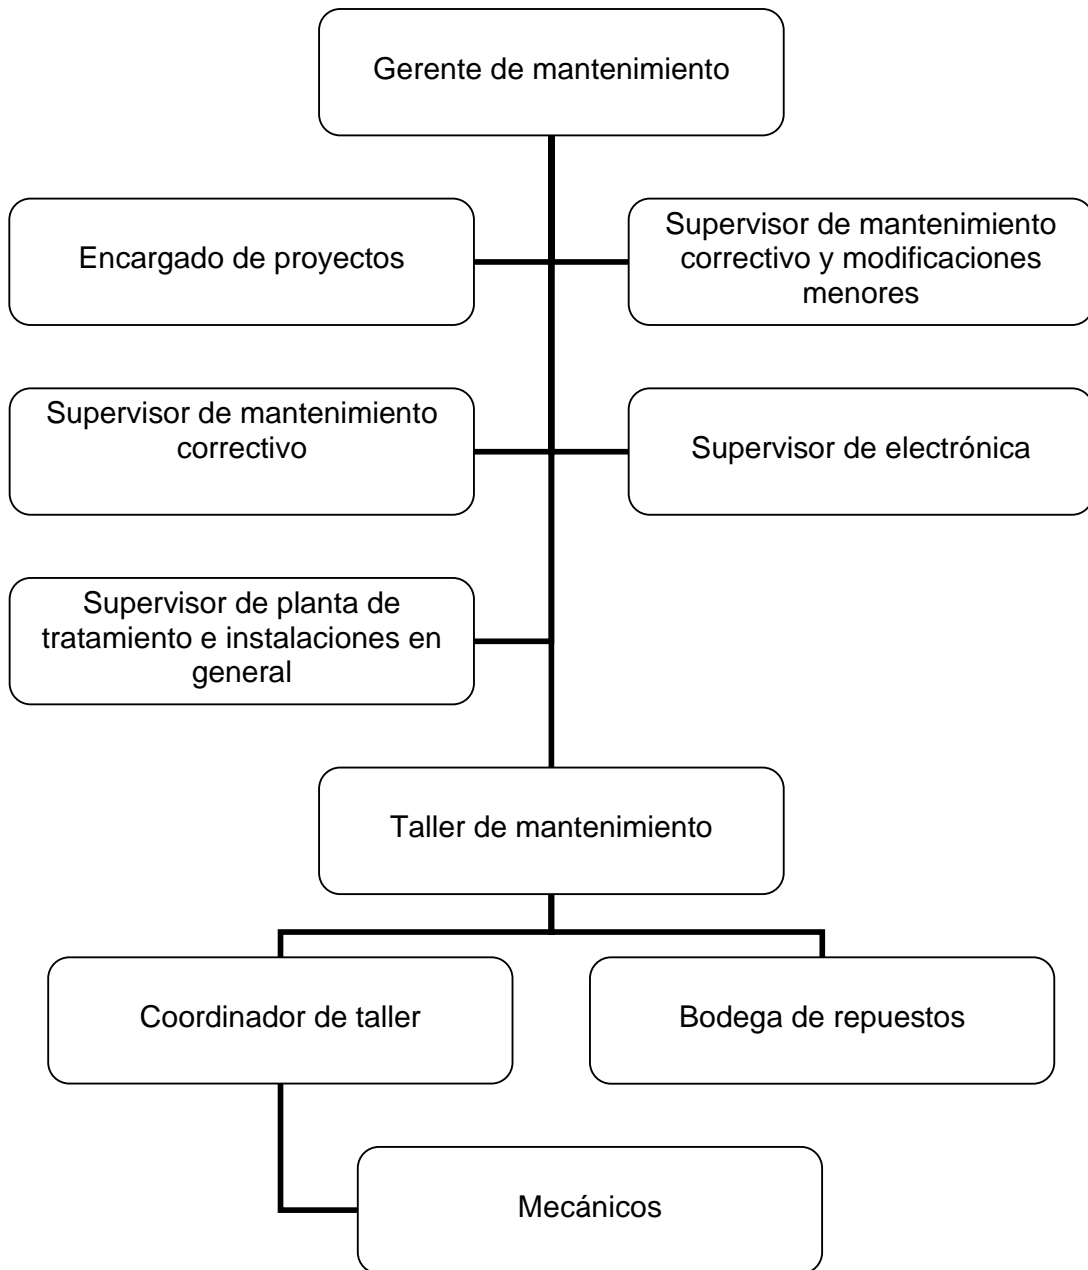 Gerente de mantenimiento
Encargado de proyectos
Supervisor de mantenimiento
correctivo y modificaciones
menores
Supervisor de mantenimiento
correctivo
Supervisor de electrónica
Supervisor de planta de
tratamiento e instalaciones en
general
Taller de mantenimiento
Coordinador de taller
Bodega de repuestos
Mecánicos